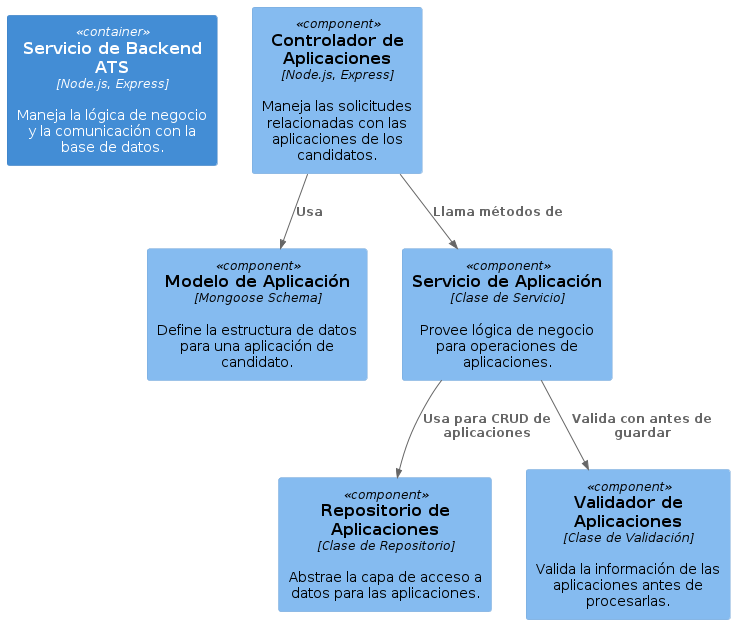 «container»
Servicio de Backend
ATS
[Node.js, Express]
Maneja la lógica de negocio
y la comunicación con la
base de datos.
«component»
Controlador de
Aplicaciones
[Node.js, Express]
Maneja las solicitudes
relacionadas con las
aplicaciones de los
candidatos.
Usa
Llama métodos de
«component»
Modelo de Aplicación
[Mongoose Schema]
Define la estructura de datos
para una aplicación de
candidato.
«component»
Servicio de Aplicación
[Clase de Servicio]
Provee lógica de negocio
para operaciones de
aplicaciones.
Usa para CRUD de
aplicaciones
Valida con antes de
guardar
«component»
Repositorio de
Aplicaciones
[Clase de Repositorio]
Abstrae la capa de acceso a
datos para las aplicaciones.
«component»
Validador de
Aplicaciones
[Clase de Validación]
Valida la información de las
aplicaciones antes de
procesarlas.